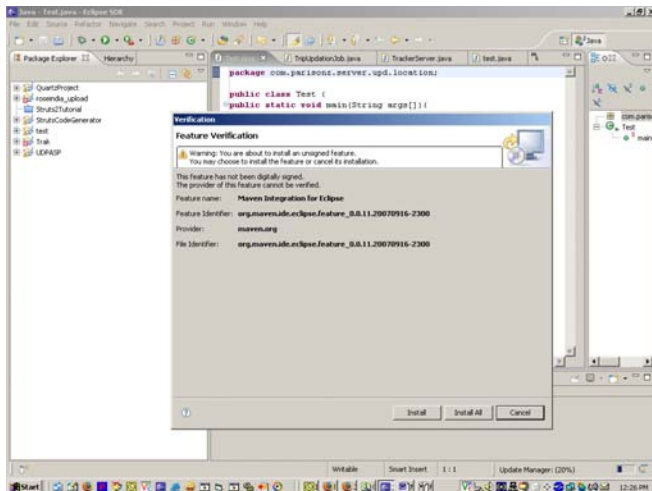 Java - Test.java - Eclipse SDK
File Edit Source Refactor Navigate Search Project Run Window Help
Java
Package Explorer
Hierarchy
TripUpdationJob.java
TrackerServer.java
test.java
QuartsProject
rosemdia_upload
Struts2Tutorial
StrutsCodeGenerator
test
Trak
UDPASP
package com.parisonz.server.upd.location;
public class Test {
public static void main(String args[]){
com.paris
Test
main
Verification
Feature Verification
Warning: You are about to install an unsigned feature.
You may choose to install the feature or cancel its installation.
This feature has not been digitally signed.
The provider of this feature cannot be verified.
Feature name: Maven Integration for Eclipse
Feature Identifier: org.maven.ide.eclipse.feature_0.0.11.20070916-2300
Provider: maven.org
File Identifier: org.maven.ide.eclipse.feature_0.0.11.20070916-2300
Install
Install All
Cancel
Writable
Smart Insert
1 : 1
Update Manager: (20%)
Start
12:26 PM